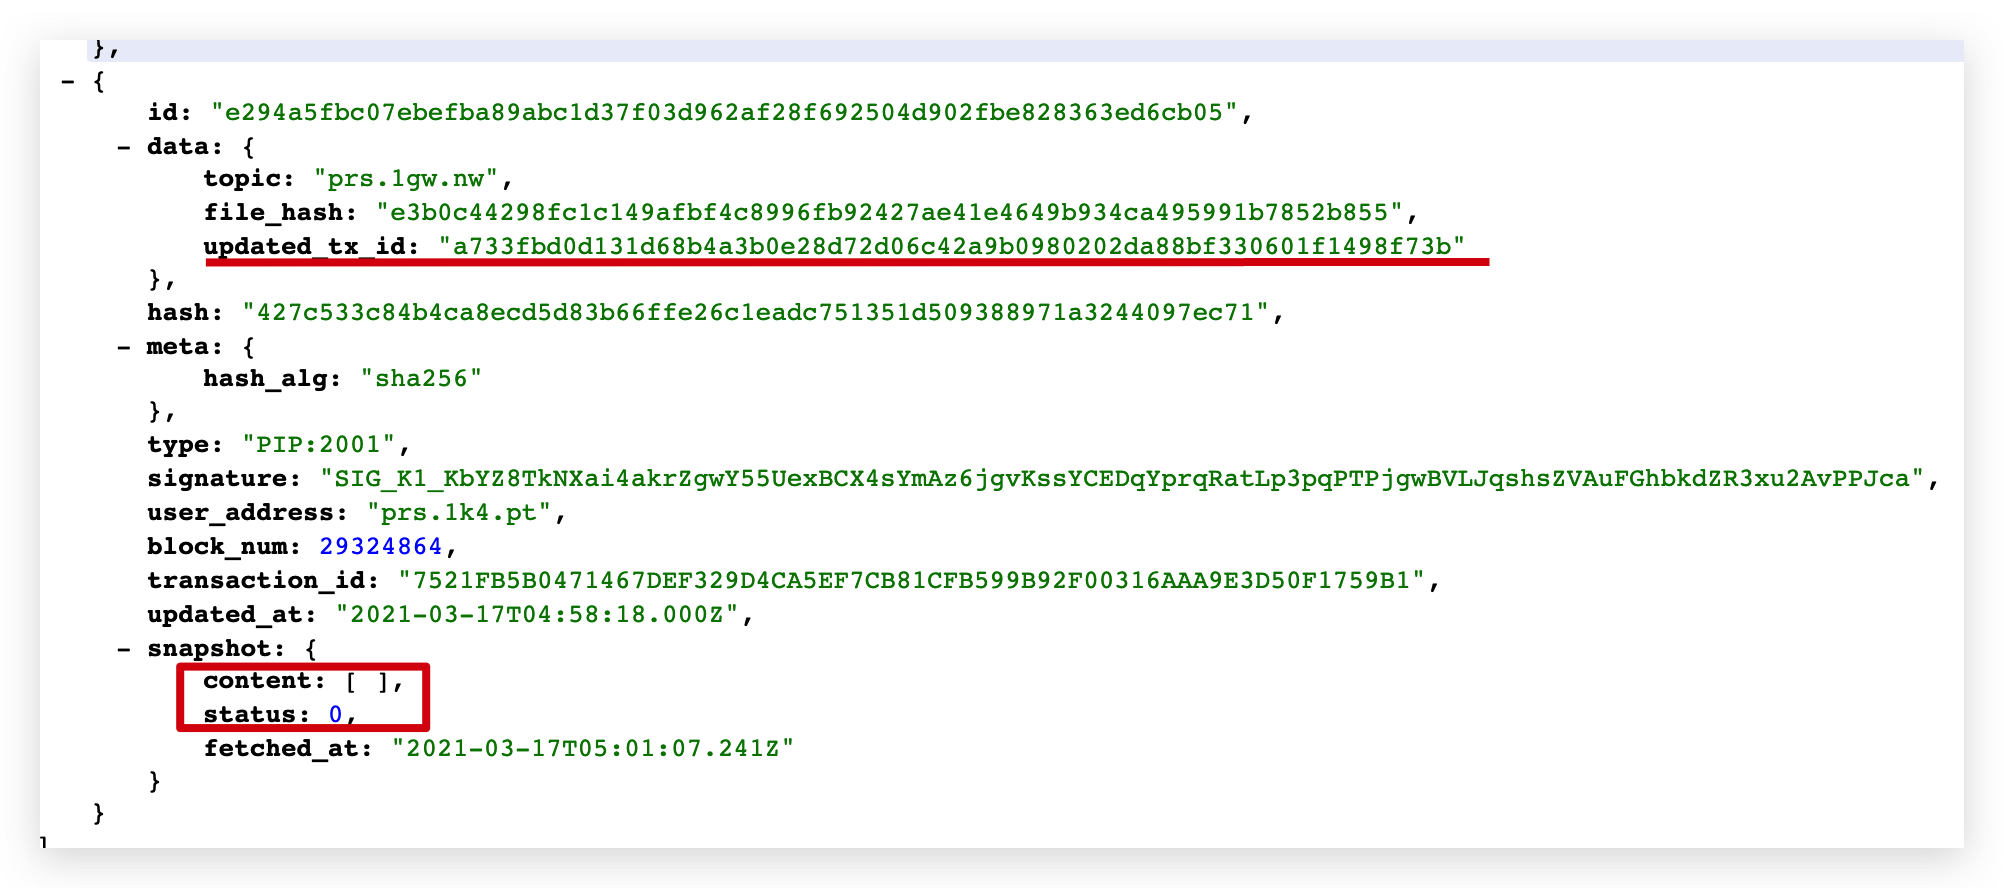 },
- {
id: "e294a5fbc07ebefba89abc1d37f03d962af28f692504d902fbe828363ed6cb05",
- data: {
topic: "prs.1gw.nw",
file_hash: "e3b0c44298fc1c149afbf4c8996fb92427ae41e4649b934ca495991b7852b855",
updated_tx_id: "a733fbd0d131d68b4a3b0e28d72d06c42a9b0980202da88bf330601f1498f73b"
},
hash: "427c533c84b4ca8ecd5d83b66ffe26c1eadc751351d509388971a3244097ec71",
- meta: {
hash_alg: "sha256"
},
type: "PIP:2001",
signature: "SIG_K1_KbYZ8TkNXai4akrZgwY55UexBCX4sYmAz6jgvKssYCEDqYprqRatLp3pqPTPjgwBVLJqshsZVAuFGhbkdZR3xu2AvPPJca",
user_address: "prs.1k4.pt",
block_num: 29324864,
transaction_id: "7521FB5B0471467DEF329D4CA5EF7CB81CFB599B92F00316AAA9E3D50F1759B1",
updated_at: "2021-03-17T04:58:18.000Z",
- snapshot: {
content: [ ],
status: 0,
fetched_at: "2021-03-17T05:01:07.241Z"
}
}
]